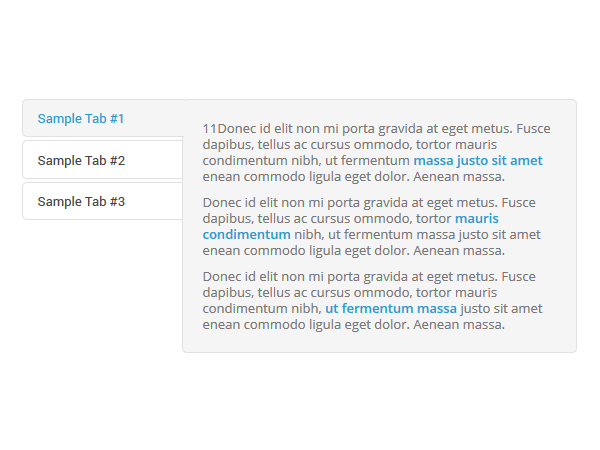 Sample Tab #1
Sample Tab #2
Sample Tab #3
11Donec id elit non mi porta gravida at eget metus. Fusce
dapibus, tellus ac cursus ommodo, tortor mauris
condimentum nibh, ut fermentum massa justo sit amet
enean commodo ligula eget dolor. Aenean massa.
Donec id elit non mi porta gravida at eget metus. Fusce
dapibus, tellus ac cursus ommodo, tortor mauris
condimentum nibh, ut fermentum massa justo sit amet
enean commodo ligula eget dolor. Aenean massa.
Donec id elit non mi porta gravida at eget metus. Fusce
dapibus, tellus ac cursus ommodo, tortor mauris
condimentum nibh, ut fermentum massa justo sit amet
enean commodo ligula eget dolor. Aenean massa.